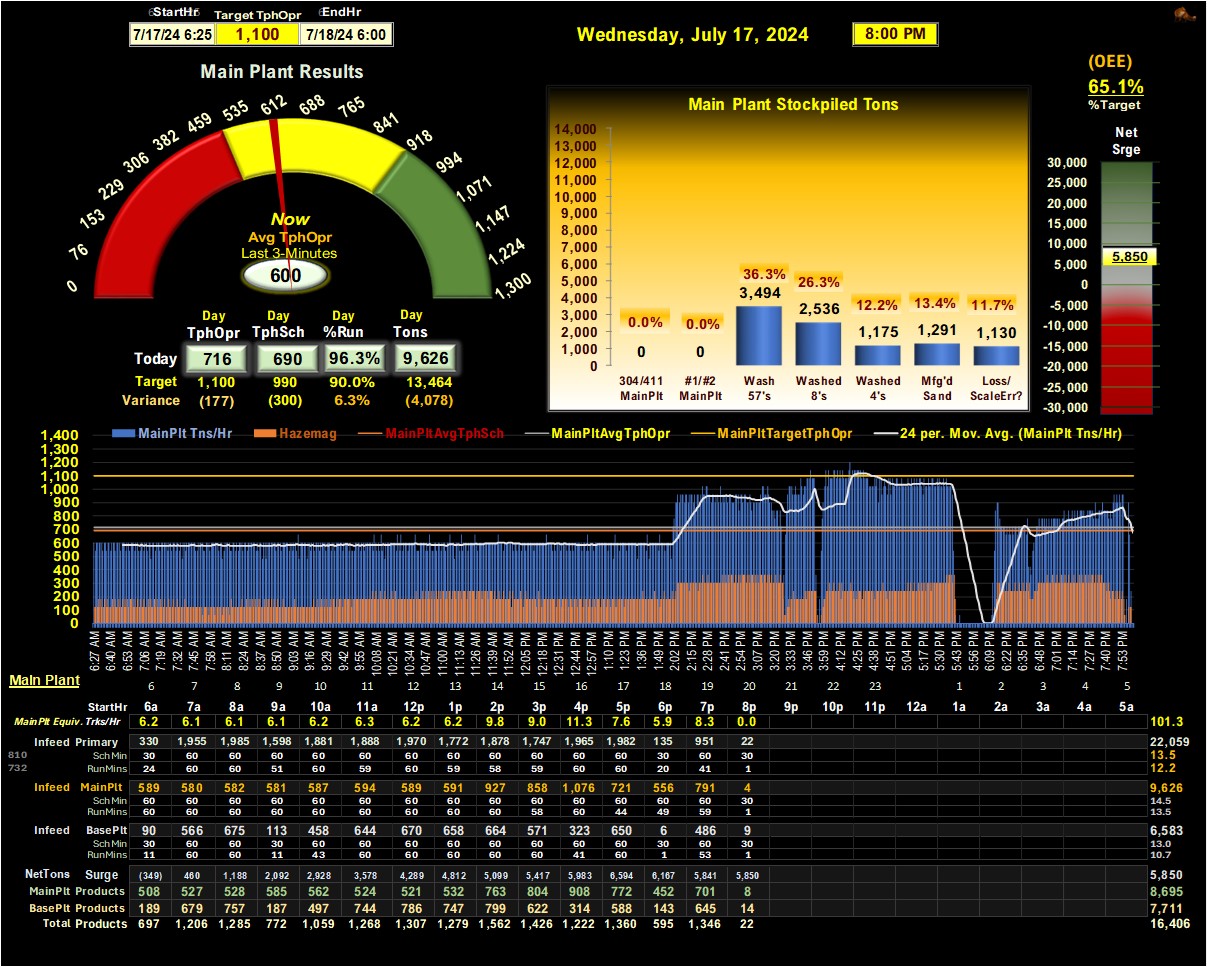 StartHr Target TphOpr EndHr
7/17/24 6:25 1,100 7/18/24 6:00
Wednesday, July 17, 2024 8:00 PM
(OEE)
65.1%
%Target
Main Plant Results
0 76 153 229 306 382 459 535 612 688 765 841 918 994 1,071 1,147 1,224 1,300
Now
Avg TphOpr
Last 3-Minutes
600
Day Day Day Day
TphOpr TphSch %Run Tons
Today 716 690 96.3% 9,626
Target 1,100 990 90.0% 13,464
Variance (177) (300) 6.3% (4,078)
Main Plant Stockpiled Tons
14,000
13,000
12,000
11,000
10,000
9,000
8,000
7,000
6,000
5,000
4,000
3,000
2,000
1,000
0
0.0% 0.0% 36.3% 26.3% 12.2% 13.4% 11.7%
0 0 3,494 2,536 1,175 1,291 1,130
304/411 #1/#2 Wash Washed Washed Mfg'd Loss/
MainPlt MainPlt 57's 8's 4's Sand ScaleErr?
Net
Srge
30,000
25,000
20,000
15,000
10,000
5,000
0
-5,000
-10,000
-15,000
-20,000
-25,000
-30,000
5,850
MainPlt Tns/Hr Hazemag MainPltAvgTphSch MainPltAvgTphOpr MainPltTargetTphOpr 24 per. Mov. Avg. (MainPlt Tns/Hr)
1,400
1,300
1,200
1,100
1,000
900
800
700
600
500
400
300
200
100
0
6:27 AM 6:40 AM 6:53 AM 7:06 AM 7:19 AM 7:32 AM 7:45 AM 7:58 AM 8:11 AM 8:24 AM 8:37 AM 8:50 AM 9:03 AM 9:16 AM 9:29 AM 9:42 AM 9:55 AM 10:08 AM 10:21 AM 10:34 AM 10:47 AM 11:00 AM 11:13 AM 11:26 AM 11:39 AM 11:52 AM 12:05 PM 12:18 PM 12:31 PM 12:44 PM 12:57 PM 1:10 PM 1:23 PM 1:36 PM 1:49 PM 2:02 PM 2:15 PM 2:28 PM 2:41 PM 2:54 PM 3:07 PM 3:20 PM 3:33 PM 3:46 PM 3:59 PM 4:12 PM 4:25 PM 4:38 PM 4:51 PM 5:04 PM 5:17 PM 5:30 PM 5:43 PM 5:56 PM 6:09 PM 6:22 PM 6:35 PM 6:48 PM 7:01 PM 7:14 PM 7:27 PM 7:40 PM 7:53 PM
Main Plant
6 7 8 9 10 11 12 13 14 15 16 17 18 19 20 21 22 23 1 2 3 4 5
StartHr 6a 7a 8a 9a 10a 11a 12p 1p 2p 3p 4p 5p 6p 7p 8p 9p 10p 11p 12a 1a 2a 3a 4a 5a
MainPlt Equiv. Trks/Hr 6.2 6.1 6.1 6.1 6.2 6.3 6.2 6.2 9.8 9.0 11.3 7.6 5.9 8.3 0.0 101.3
Infeed Primary 330 1,955 1,985 1,598 1,881 1,888 1,970 1,772 1,878 1,747 1,965 1,982 135 951 22 22,059
810 SchMin 30 60 60 60 60 60 60 60 60 60 60 60 30 60 30 13.5
732 RunMins 24 60 60 51 60 59 60 59 58 59 60 60 20 41 1 12.2
Infeed MainPlt 589 580 582 581 587 594 589 591 927 858 1,076 721 556 791 4 9,626
SchMin 60 60 60 60 60 60 60 60 60 60 60 60 60 60 30 14.5
RunMins 60 60 60 60 60 60 60 60 60 58 60 44 49 59 1 13.5
Infeed BasePlt 90 566 675 113 458 644 670 658 664 571 323 650 6 486 9 6,583
SchMin 30 60 60 30 60 60 60 60 60 60 60 60 30 60 30 13.0
RunMins 11 60 60 11 43 60 60 60 60 60 41 60 1 53 1 10.7
NetTons Surge (349) 460 1,188 2,092 2,928 3,578 4,289 4,812 5,099 5,417 5,983 6,594 6,167 5,841 5,850 5,850
MainPlt Products 508 527 528 585 562 524 521 532 763 804 908 772 452 701 8 8,695
BasePlt Products 189 679 757 187 497 744 786 747 799 622 314 588 143 645 14 7,711
Total Products 697 1,206 1,285 772 1,059 1,268 1,307 1,279 1,562 1,426 1,222 1,360 595 1,346 22 16,406